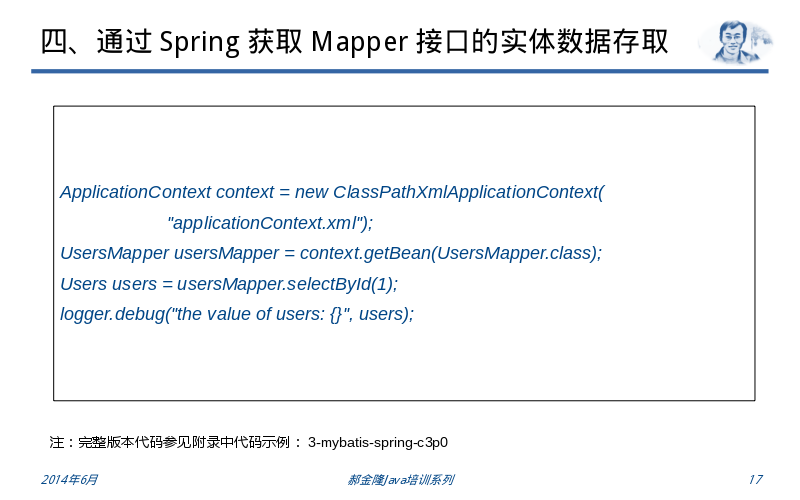 四、通过 Spring 获取 Mapper 接口的实体数据存取
ApplicationContext context = new ClassPathXmlApplicationContext(
"applicationContext.xml");
UsersMapper usersMapper = context.getBean(UsersMapper.class);
Users users = usersMapper.selectById(1);
logger.debug("the value of users: {}", users);
注：完整版本代码参见附录中代码示例： 3-mybatis-spring-c3p0
2014年6月
郝金隆Java培训系列
17